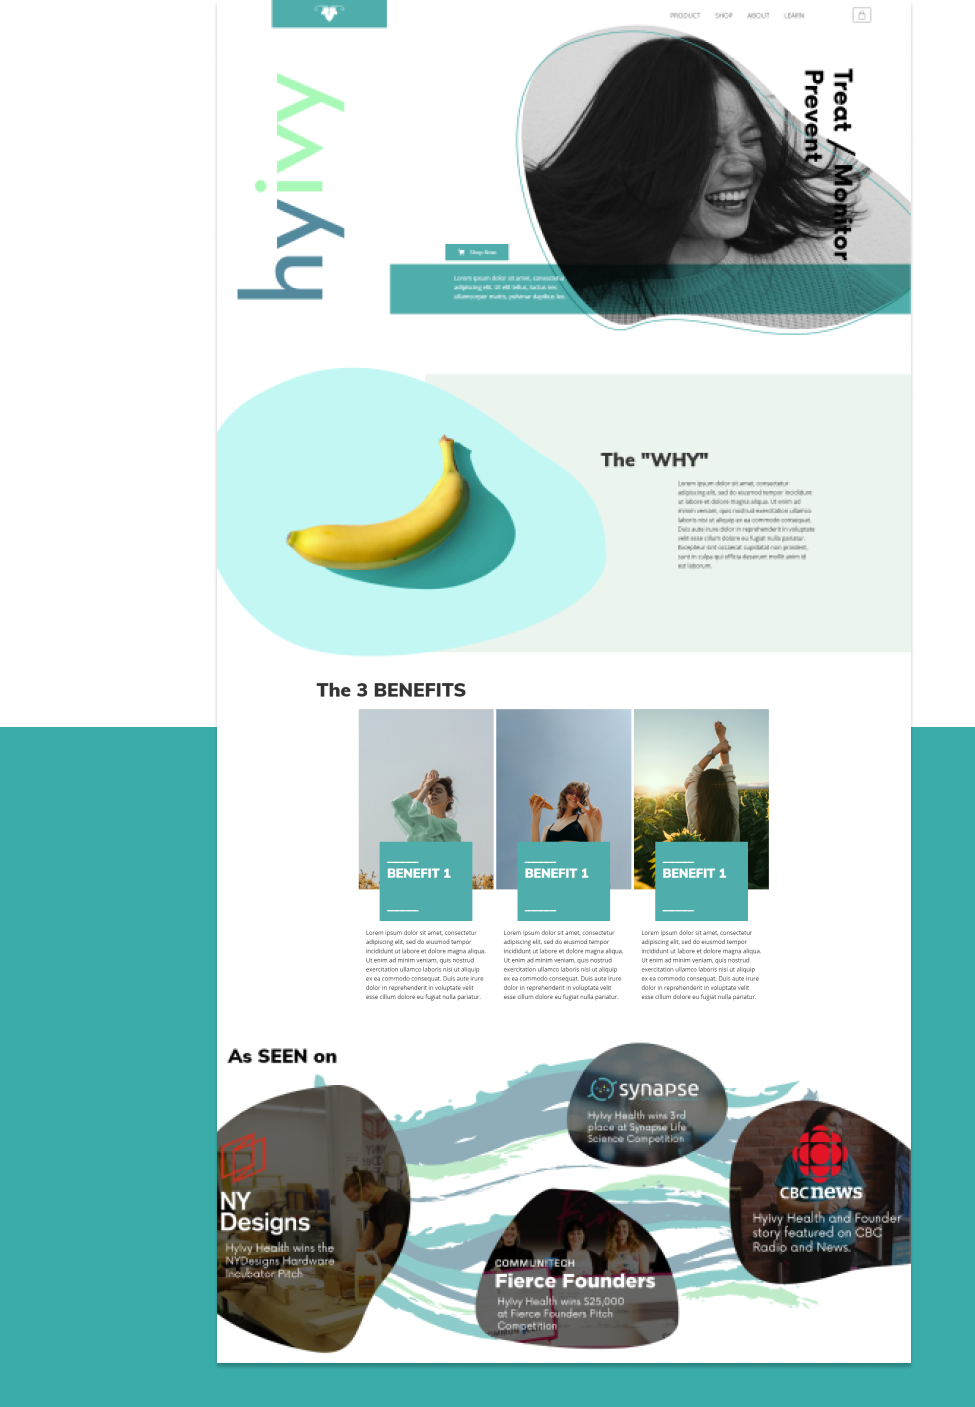 PRODUCT SHOP ABOUT LEARN
hyivy
Treat / Monitor
Prevent
Shop Now
Lorem ipsum dolor sit amet, consectetur
adipiscing elit. Ut elit tellus, luctus nec
ullamcorper mattis, pulvinar dapibus leo.
The "WHY"
Lorem ipsum dolor sit amet, consectetur
adipiscing elit, sed do eiusmod tempor incididunt
ut labore et dolore magna aliqua. Ut enim ad
minim veniam, quis nostrud exercitation ullamco
laboris nisi ut aliquip ex ea commodo consequat.
Duis aute irure dolor in reprehenderit in voluptate
velit esse cillum dolore eu fugiat nulla pariatur.
Excepteur sint occaecat cupidatat non proident,
sunt in culpa qui officia deserunt mollit anim id
est laborum.
The 3 BENEFITS
BENEFIT 1
Lorem ipsum dolor sit amet, consectetur
adipiscing elit, sed do eiusmod tempor
incididunt ut labore et dolore magna aliqua.
Ut enim ad minim veniam, quis nostrud
exercitation ullamco laboris nisi ut aliquip
ex ea commodo consequat. Duis aute irure
dolor in reprehenderit in voluptate velit
esse cillum dolore eu fugiat nulla pariatur.
BENEFIT 1
Lorem ipsum dolor sit amet, consectetur
adipiscing elit, sed do eiusmod tempor
incididunt ut labore et dolore magna aliqua.
Ut enim ad minim veniam, quis nostrud
exercitation ullamco laboris nisi ut aliquip
ex ea commodo consequat. Duis aute irure
dolor in reprehenderit in voluptate velit
esse cillum dolore eu fugiat nulla pariatur.
BENEFIT 1
Lorem ipsum dolor sit amet, consectetur
adipiscing elit, sed do eiusmod tempor
incididunt ut labore et dolore magna aliqua.
Ut enim ad minim veniam, quis nostrud
exercitation ullamco laboris nisi ut aliquip
ex ea commodo consequat. Duis aute irure
dolor in reprehenderit in voluptate velit
esse cillum dolore eu fugiat nulla pariatur.
As SEEN on
synapse
Hyivy Health wins 3rd
place at Synapse Life
Science Competition
NY
Designs
Hyivy Health wins the
NYDesigns Hardware
Incubator Pitch
CBCnews
Hyivy Health and Founder
story featured on CBC
Radio and News.
COMMUNITECH
Fierce Founders
Hyivy Health wins $25,000
at Fierce Founders Pitch
Competition